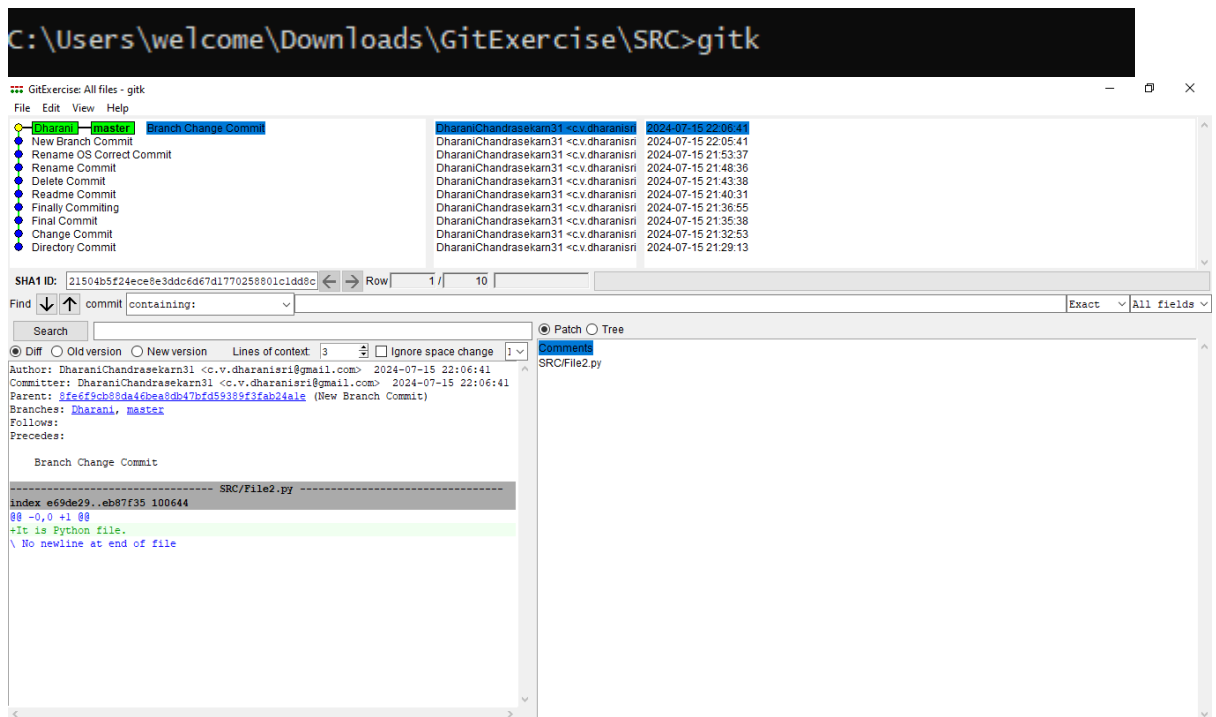 C:\Users\welcome\Downloads\GitExercise\SRC>gitk
GitExercise: All files - gitk
File Edit View Help
Dharani master Branch Change Commit DharaniChandrasekarn31 <c.v.dharanisri 2024-07-15 22:06:41
New Branch Commit DharaniChandrasekarn31 <c.v.dharanisri 2024-07-15 22:05:41
Rename OS Correct Commit DharaniChandrasekarn31 <c.v.dharanisri 2024-07-15 21:53:37
Rename Commit DharaniChandrasekarn31 <c.v.dharanisri 2024-07-15 21:48:36
Delete Commit DharaniChandrasekarn31 <c.v.dharanisri 2024-07-15 21:43:38
Readme Commit DharaniChandrasekarn31 <c.v.dharanisri 2024-07-15 21:40:31
Finally Commiting DharaniChandrasekarn31 <c.v.dharanisri 2024-07-15 21:36:55
Final Commit DharaniChandrasekarn31 <c.v.dharanisri 2024-07-15 21:35:38
Change Commit DharaniChandrasekarn31 <c.v.dharanisri 2024-07-15 21:32:53
Directory Commit DharaniChandrasekarn31 <c.v.dharanisri 2024-07-15 21:29:13
SHA1 ID: 21504b5f24ece8e3ddc6d67d1770258801c1dd8c Row 1 / 10
Find commit containing: Exact All fields
Search
Patch Tree
Diff Old version New version Lines of context: 3 Ignore space change
Comments
SRC/File2.py
Author: DharaniChandrasekarn31 <c.v.dharanisri@gmail.com> 2024-07-15 22:06:41
Committer: DharaniChandrasekarn31 <c.v.dharanisri@gmail.com> 2024-07-15 22:06:41
Parent: 8fe6f9cb88da46bea8db47bfd59389f3fab24a1e (New Branch Commit)
Branches: Dharani, master
Follows:
Precedes:
Branch Change Commit
-------------------------------- SRC/File2.py --------------------------------
index e69de29..eb87f35 100644
@@ -0,0 +1 @@
+It is Python file.
\ No newline at end of file